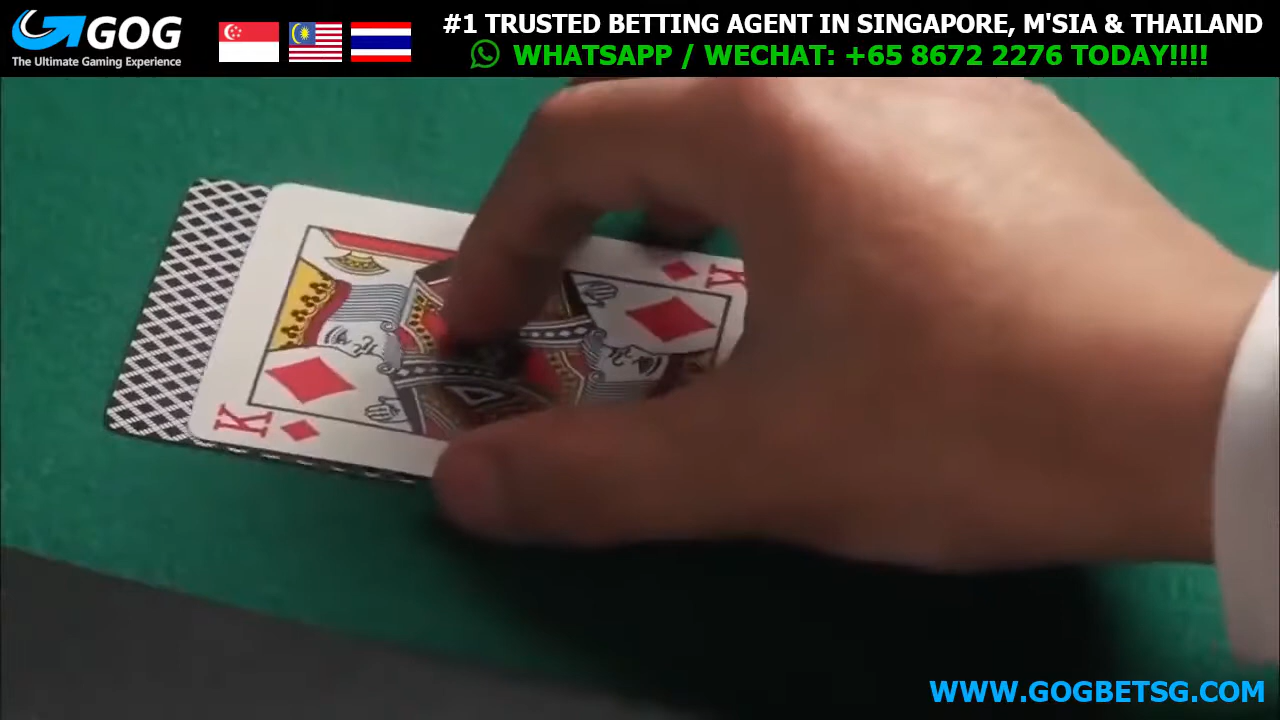 GOG
The Ultimate Gaming Experience
#1 TRUSTED BETTING AGENT IN SINGAPORE, M'SIA & THAILAND
WHATSAPP / WECHAT: +65 8672 2276 TODAY!!!!
K
K
WWW.GOGBETSG.COM